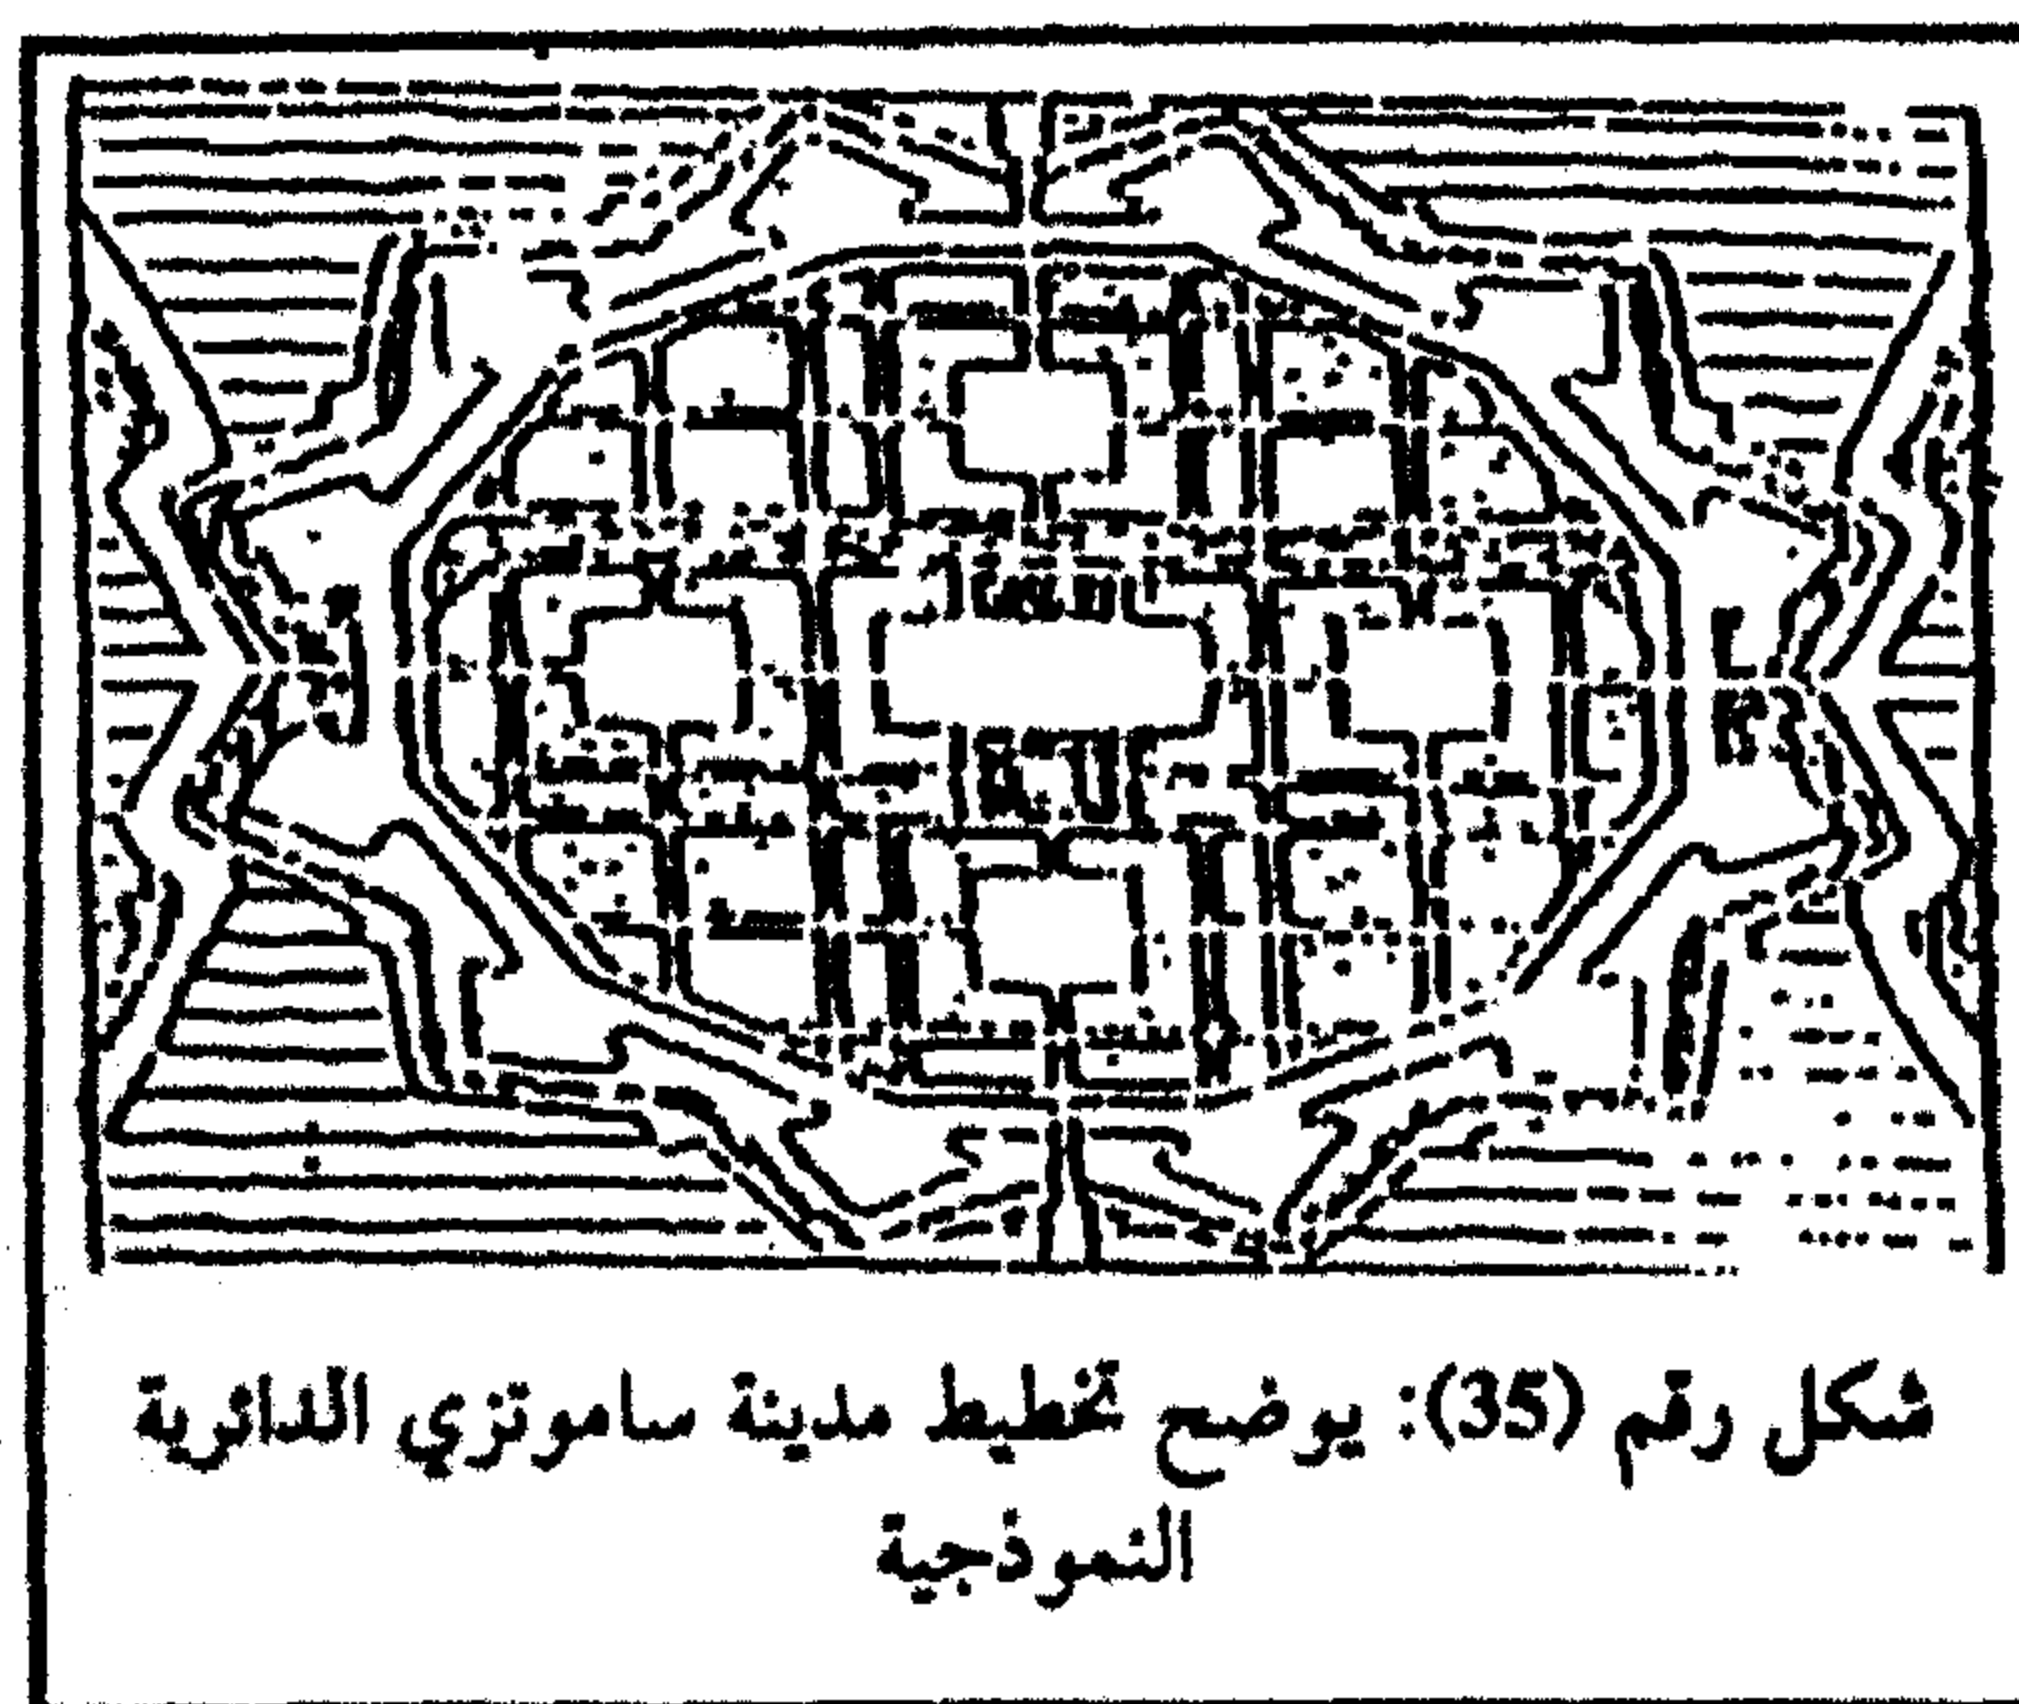 شكل رقم (35): يوضح تخطيط مدينة ساموتزي الدائرية
النموذجية